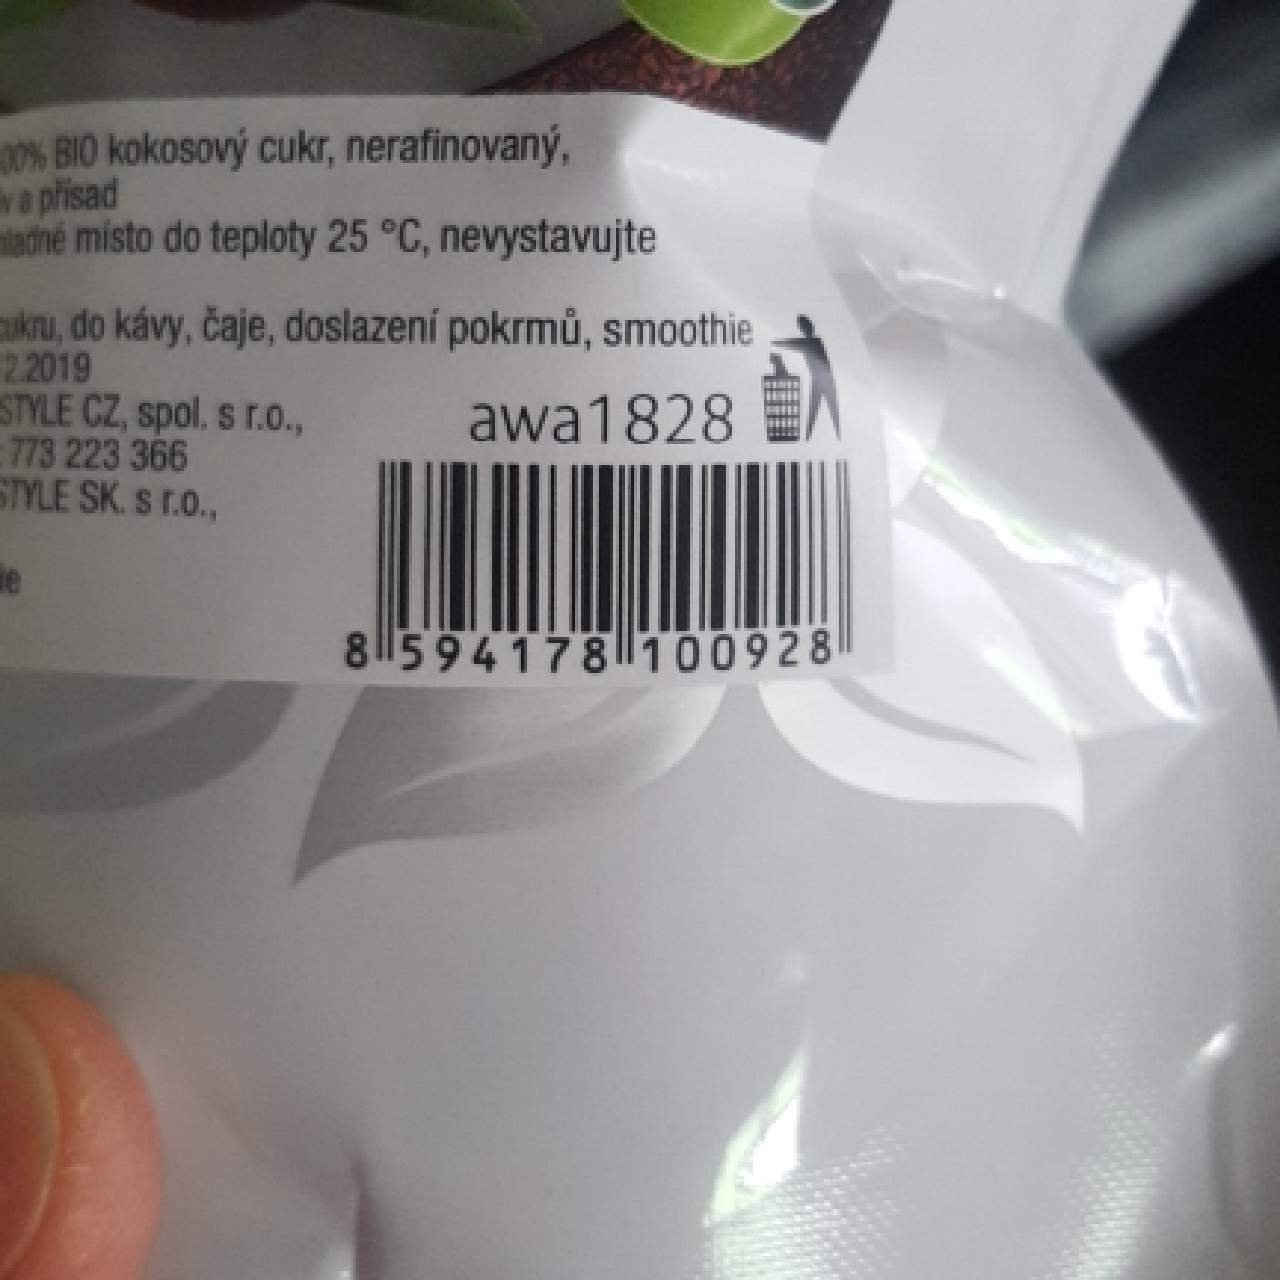 00% BIO kokosový cukr, nerafinovaný,
a přísad
místo do teploty 25 °C, nevystavujte
cukru, do kávy, čaje, doslazení pokrmů, smoothie
2.2019
STYLE CZ, spol. s r.o.,
773 223 366
STYLE SK. s r.o.,
awa1828
8 594178 100928